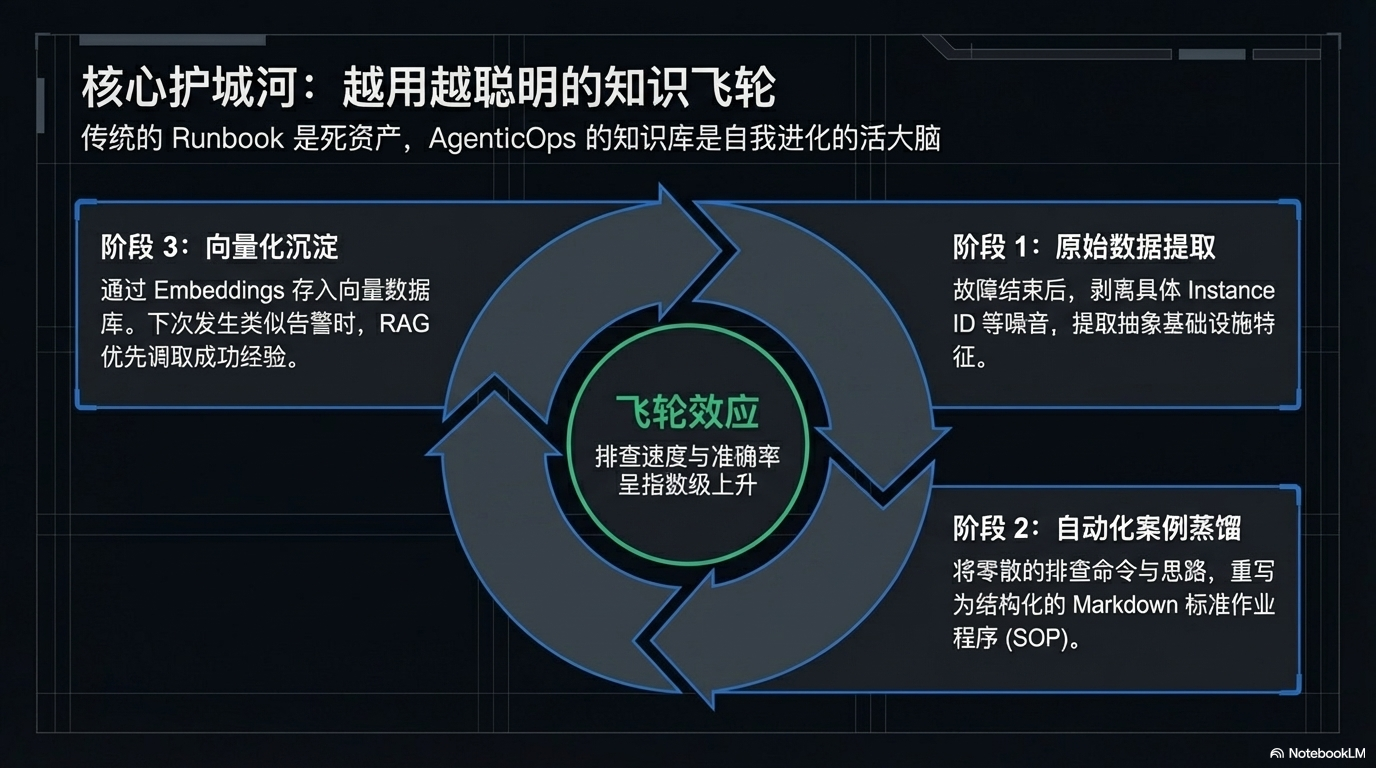 核心护城河：越用越聪明的知识飞轮
传统的 Runbook 是死资产，AgenticOps 的知识库是自我进化的活大脑
阶段 3：向量化沉淀
通过 Embeddings 存入向量数据
库。下次发生类似告警时，RAG
优先调取成功经验。
阶段 1：原始数据提取
故障结束后，剥离具体 Instance
ID 等噪音，提取抽象基础设施特
征。
飞轮效应
排查速度与准确率
呈指数级上升
阶段 2：自动化案例蒸馏
将零散的排查命令与思路，重写
为结构化的 Markdown 标准作业
程序 (SOP)。
NotebookLM